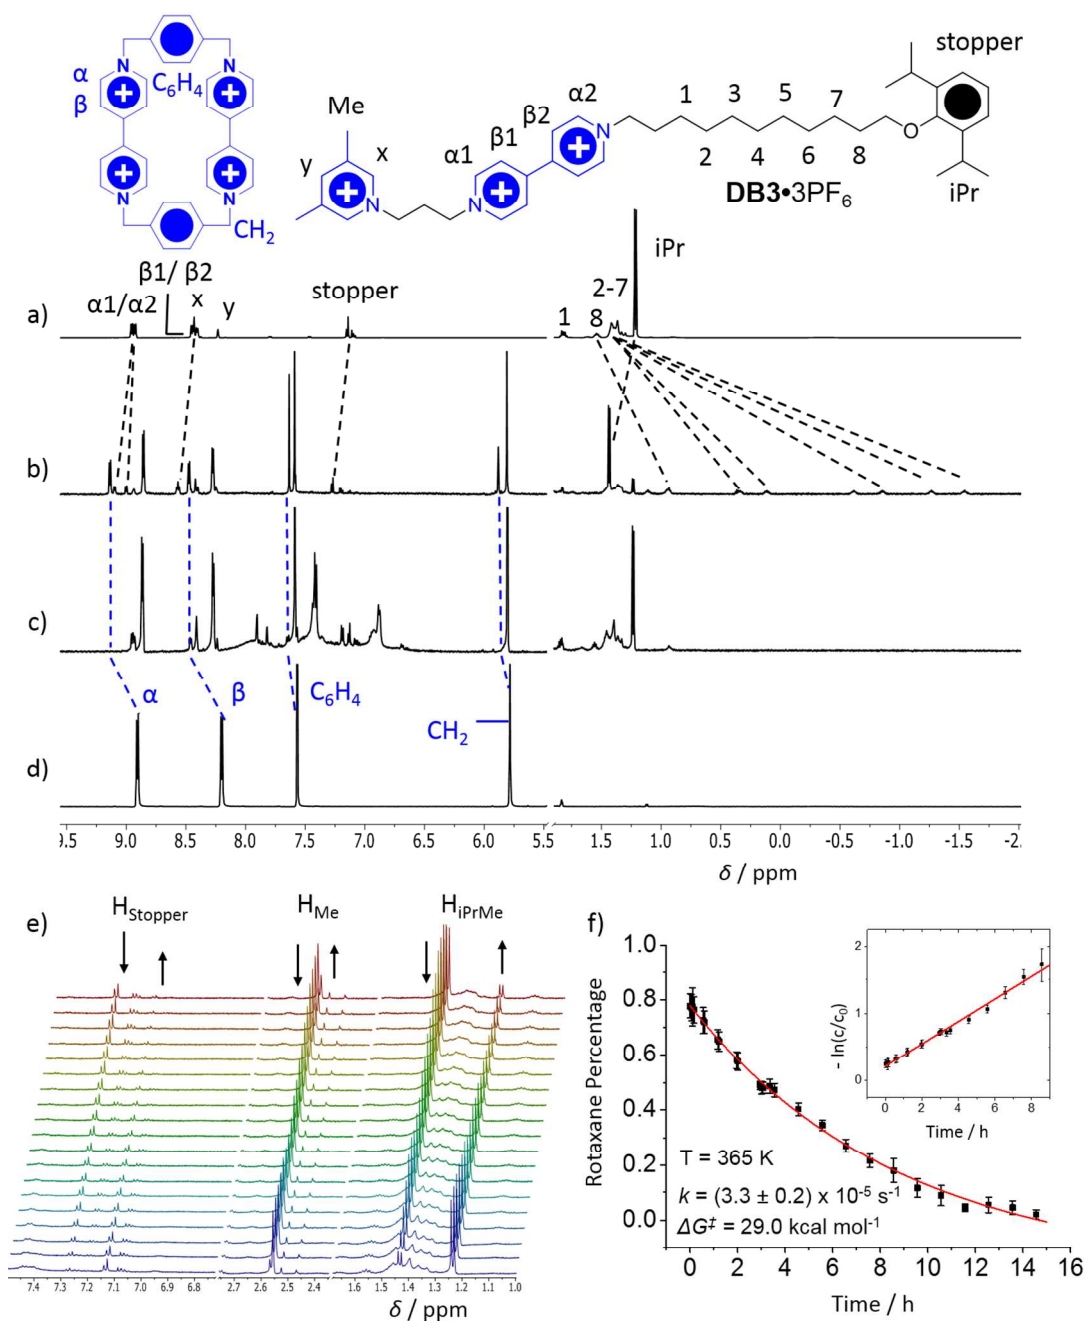 N N
α C₆H₄
β
N N
CH₂
Me
y x
N
α1 β1 β2 α2
N N
1 3 5 7
2 4 6 8
O
stopper
iPr
DB3•3PF₆
a) α1/α2 β1/ β2 x y stopper 1 8 2-7 iPr
b)
c)
d) α β C₆H₄ CH₂
9.5 9.0 8.5 8.0 7.5 7.0 6.5 6.0 5.5 1.5 1.0 0.5 0.0 -0.5 -1.0 -1.5 -2.
δ / ppm
e) H_Stopper H_Me H_iPrMe
7.4 7.3 7.2 7.1 7.0 6.9 6.8 2.7 2.6 2.5 2.4 1.5 1.4 1.3 1.2 1.1 1.0
δ / ppm
f)
Rotaxane Percentage
1.0
0.8
0.6
0.4
0.2
0.0
0 2 4 6 8 10 12 14 16
Time / h
T = 365 K
k = (3.3 ± 0.2) x 10⁻⁵ s⁻¹
ΔG‡ = 29.0 kcal mol⁻¹
- ln(c/c₀)
2
1
0
0 2 4 6 8
Time / h